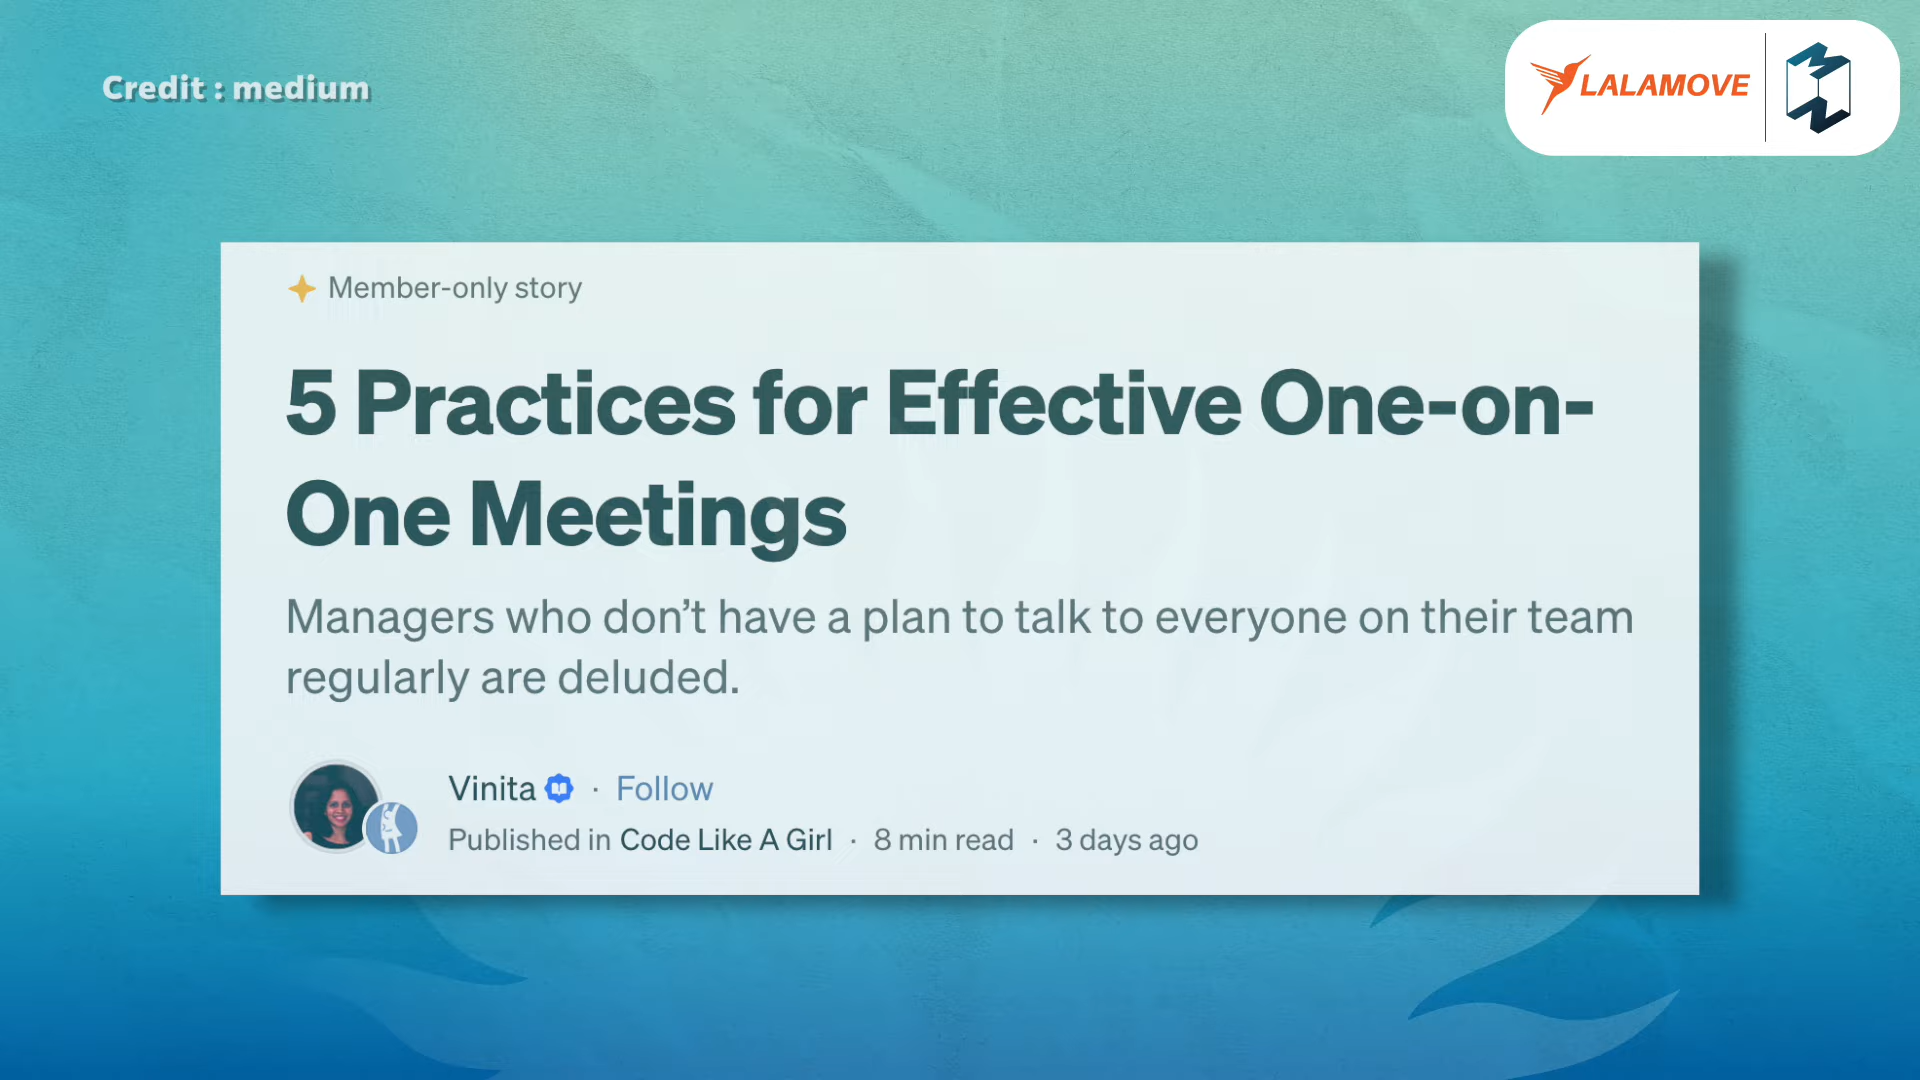 Credit : medium
LALAMOVE
Member-only story
5 Practices for Effective One-on-
One Meetings
Managers who don’t have a plan to talk to everyone on their team
regularly are deluded.
Vinita · Follow
Published in Code Like A Girl · 8 min read · 3 days ago